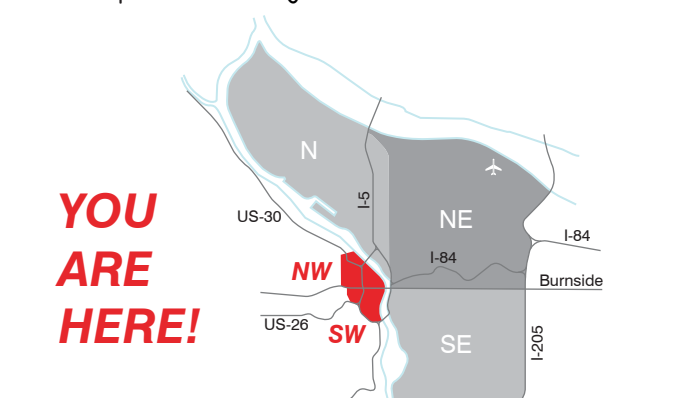 N
I-5
US-30
NE
I-84
I-84
NW
Burnside
YOU
ARE
HERE!
US-26
SW
SE
I-205